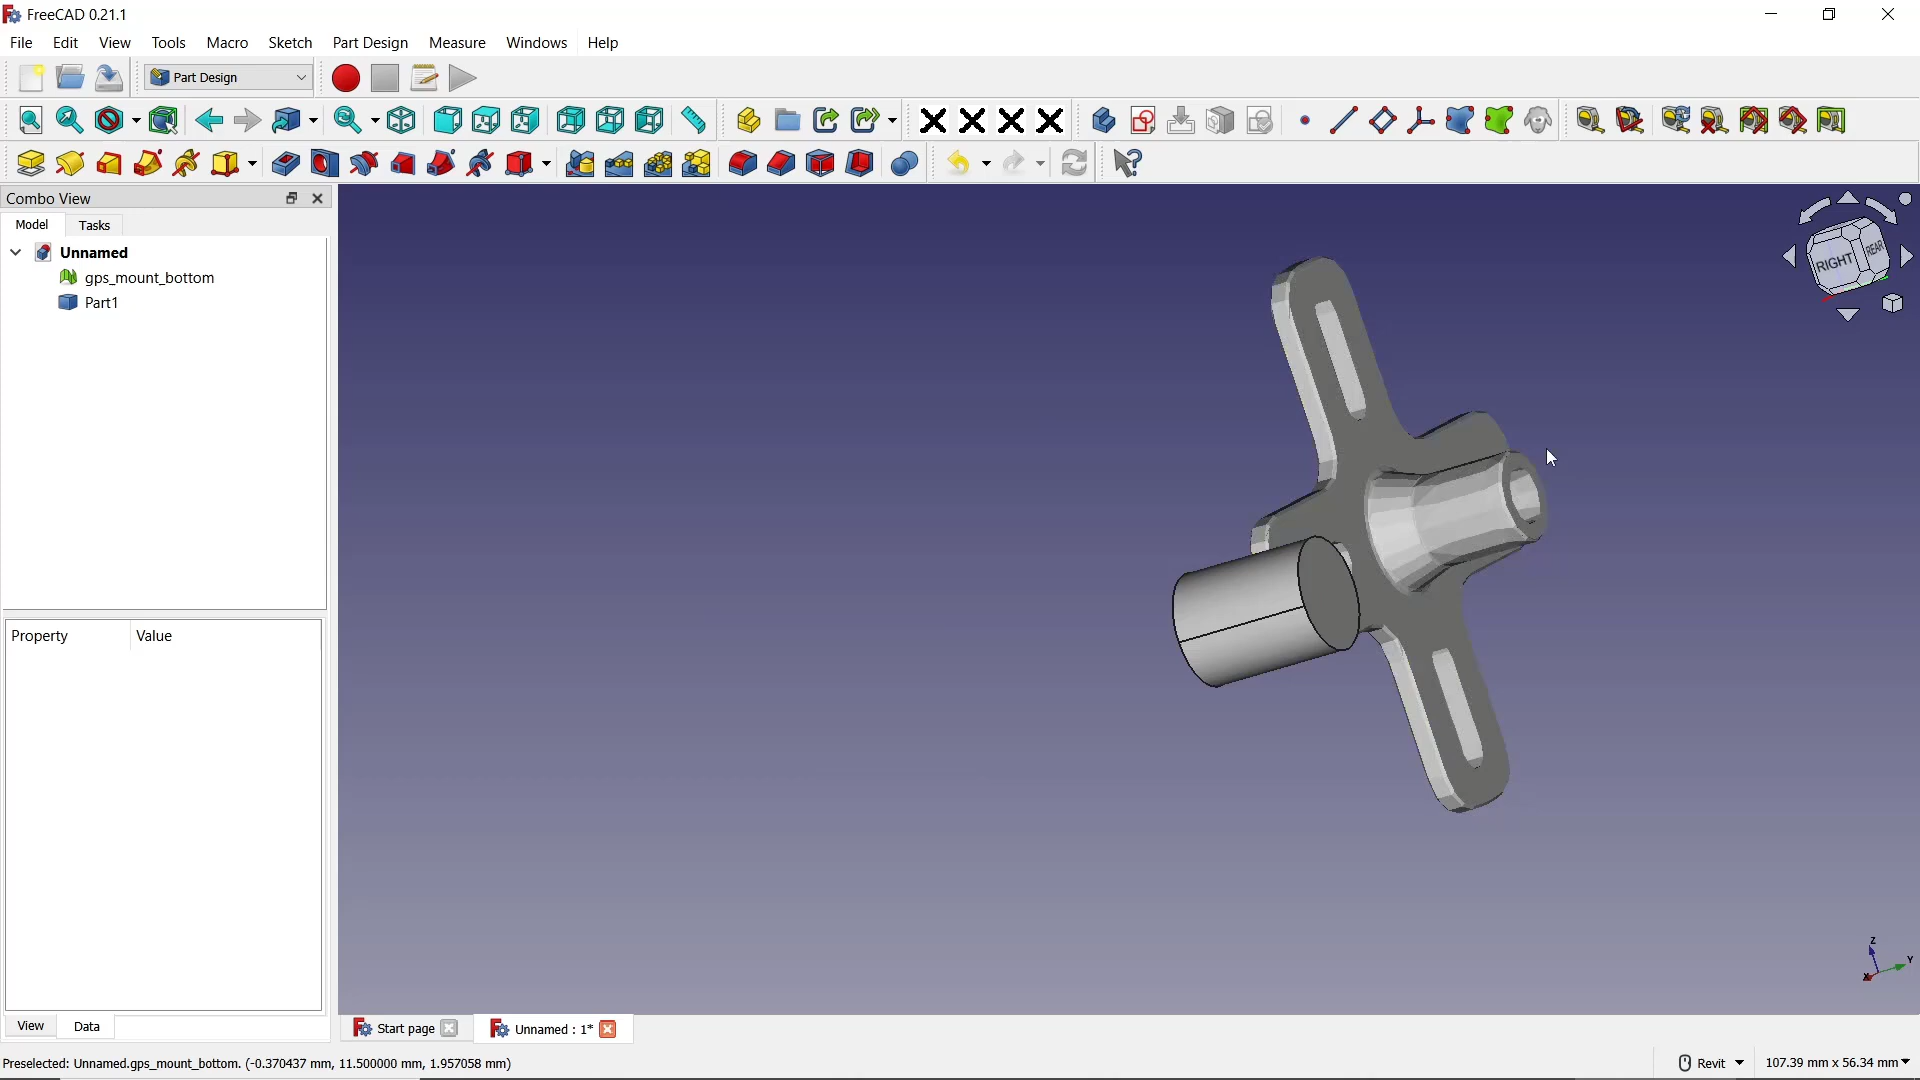 FreeCAD 0.21.1
File Edit View Tools Macro Sketch Part Design Measure Windows Help
Part Design
Combo View
Model Tasks
Unnamed
gps_mount_bottom
Part1
RIGHT REAR
Property Value
Z
Y
X
View Data
Start page Unnamed : 1*
Preselected: Unnamed.gps_mount_bottom. (-0.370437 mm, 11.500000 mm, 1.957058 mm) Revit 107.39 mm x 56.34 mm